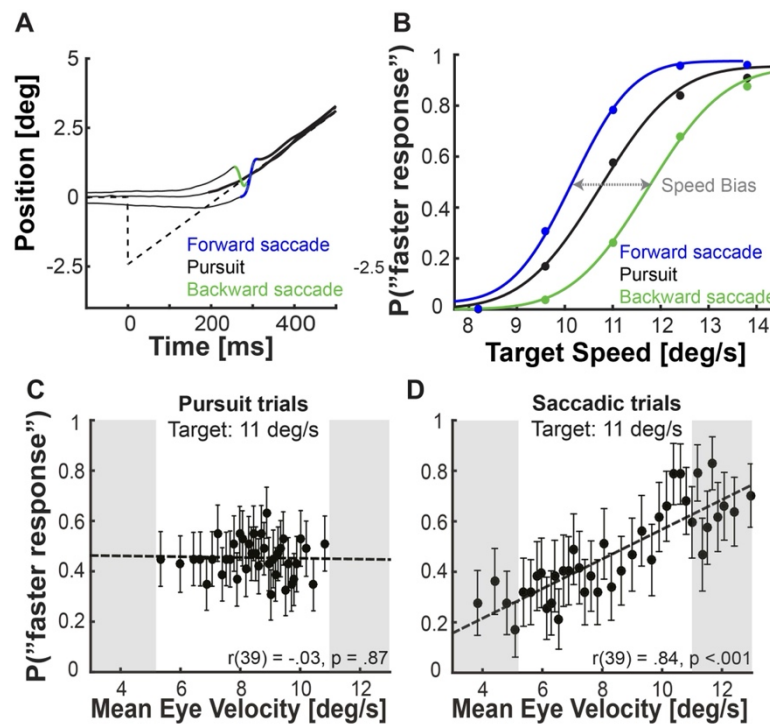 A
Position [deg]
5
2.5
0
-2.5
Forward saccade
Pursuit
Backward saccade
0
200
400
Time [ms]
B
P("faster response")
1
0.8
0.6
0.4
0.2
0
-2.5
Speed Bias
Forward saccade
Pursuit
Backward saccade
8
9
10
11
12
13
14
Target Speed [deg/s]
C
Pursuit trials
Target: 11 deg/s
P("faster response")
1
0.8
0.6
0.4
0.2
0
r(39) = -.03, p = .87
4
6
8
10
12
Mean Eye Velocity [deg/s]
D
Saccadic trials
Target: 11 deg/s
1
0.8
0.6
0.4
0.2
0
r(39) = .84, p <.001
4
6
8
10
12
Mean Eye Velocity [deg/s]